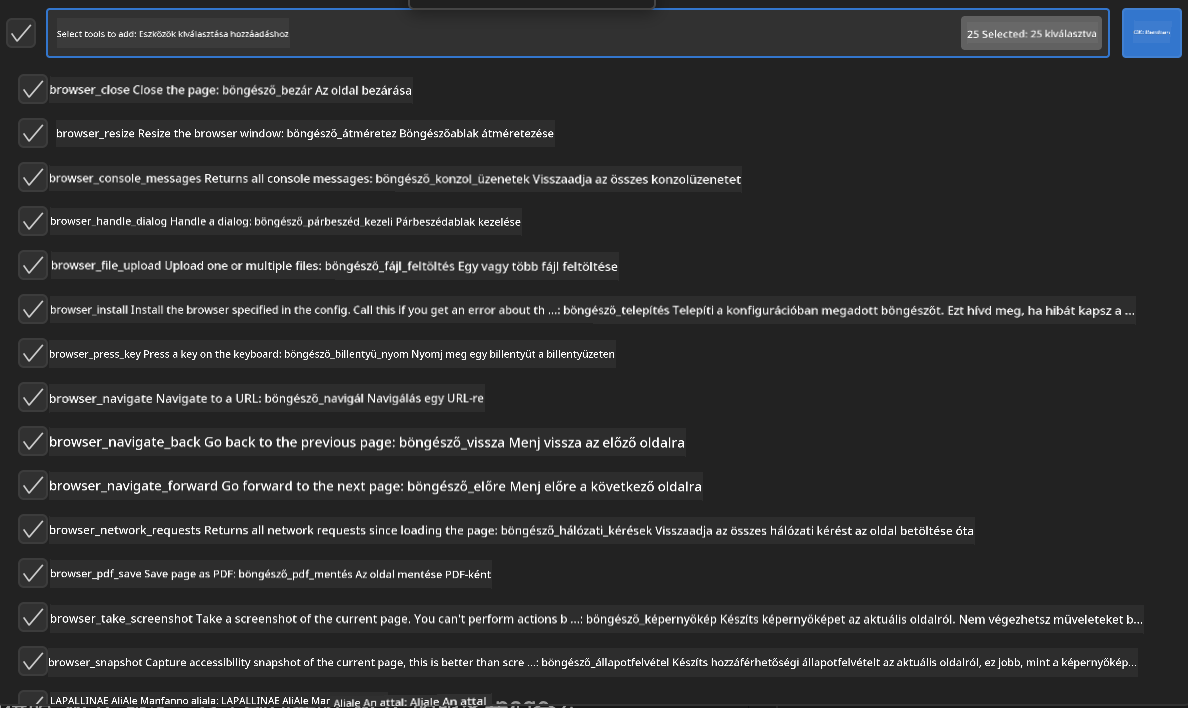 Select tools to add: Eszközök kiválasztása hozzáadáshoz
25 Selected: 25 kiválasztva
browser_close Close the page: böngésző_bezár Az oldal bezárása
browser_resize Resize the browser window: böngésző_átméretez Böngészőablak átméretezése
browser_console_messages Returns all console messages: böngésző_konzol_üzenetek Visszaadja az összes konzolüzenetet
browser_handle_dialog Handle a dialog: böngésző_párbeszéd_kezeli Párbeszédablak kezelése
browser_file_upload Upload one or multiple files: böngésző_fájl_feltöltés Egy vagy több fájl feltöltése
browser_install Install the browser specified in the config. Call this if you get an error about th ...: böngésző_telepítés Telepíti a konfigurációban megadott böngészőt. Ezt hívd meg, ha hibát kapsz a ...
browser_press_key Press a key on the keyboard: böngésző_billentyű_nyom Nyomj meg egy billentyűt a billentyűzeten
browser_navigate Navigate to a URL: böngésző_navigál Navigálás egy URL-re
browser_navigate_back Go back to the previous page: böngésző_vissza Menj vissza az előző oldalra
browser_navigate_forward Go forward to the next page: böngésző_előre Menj előre a következő oldalra
browser_network_requests Returns all network requests since loading the page: böngésző_hálózati_kérések Visszaadja az összes hálózati kérést az oldal betöltése óta
browser_pdf_save Save page as PDF: böngésző_pdf_mentés Az oldal mentése PDF-ként
browser_take_screenshot Take a screenshot of the current page. You can't perform actions b ...: böngésző_képernyőkép Készíts képernyőképet az aktuális oldalról. Nem végezhetsz műveleteket b...
browser_snapshot Capture accessibility snapshot of the current page, this is better than scre ...: böngésző_állapotfelvétel Készíts hozzáférhetőségi állapotfelvételt az aktuális oldalról, ez jobb, mint a képernyőkép...
LAPALLINAE AliAle Manfanno aliala: LAPALLINAE AliAle Mar Aliale An attal: Aliale An attal